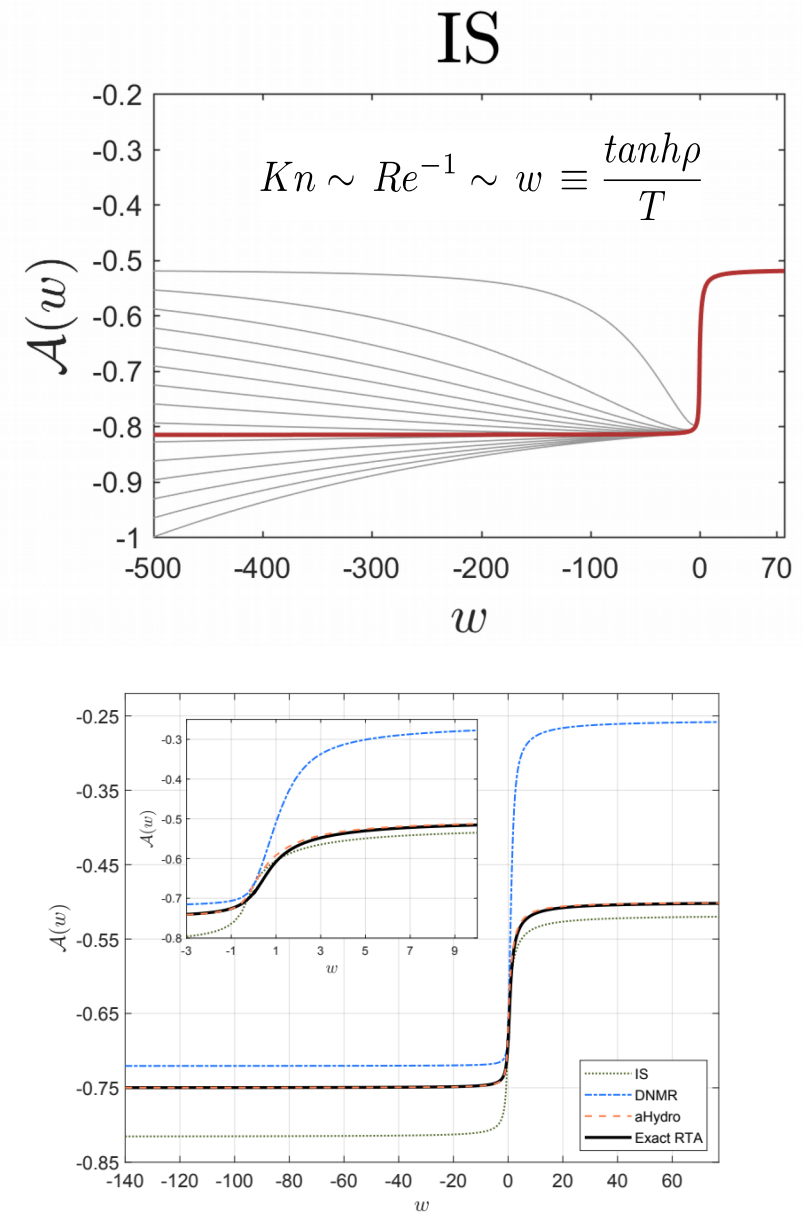 IS
Kn ∼ Re⁻¹ ∼ w ≡ tanhρ / T
-0.2
-0.3
-0.4
-0.5
-0.6
-0.7
-0.8
-0.9
-1
𝒜(w)
-500 -400 -300 -200 -100 0 70
w
-0.25
-0.35
-0.45
-0.55
-0.65
-0.75
-0.85
𝒜(w)
-0.3
-0.4
-0.5
-0.6
-0.7
-0.8
𝒜(w)
-3 -1 1 3 5 7 9
w
IS
DNMR
aHydro
Exact RTA
-140 -120 -100 -80 -60 -40 -20 0 20 40 60
w